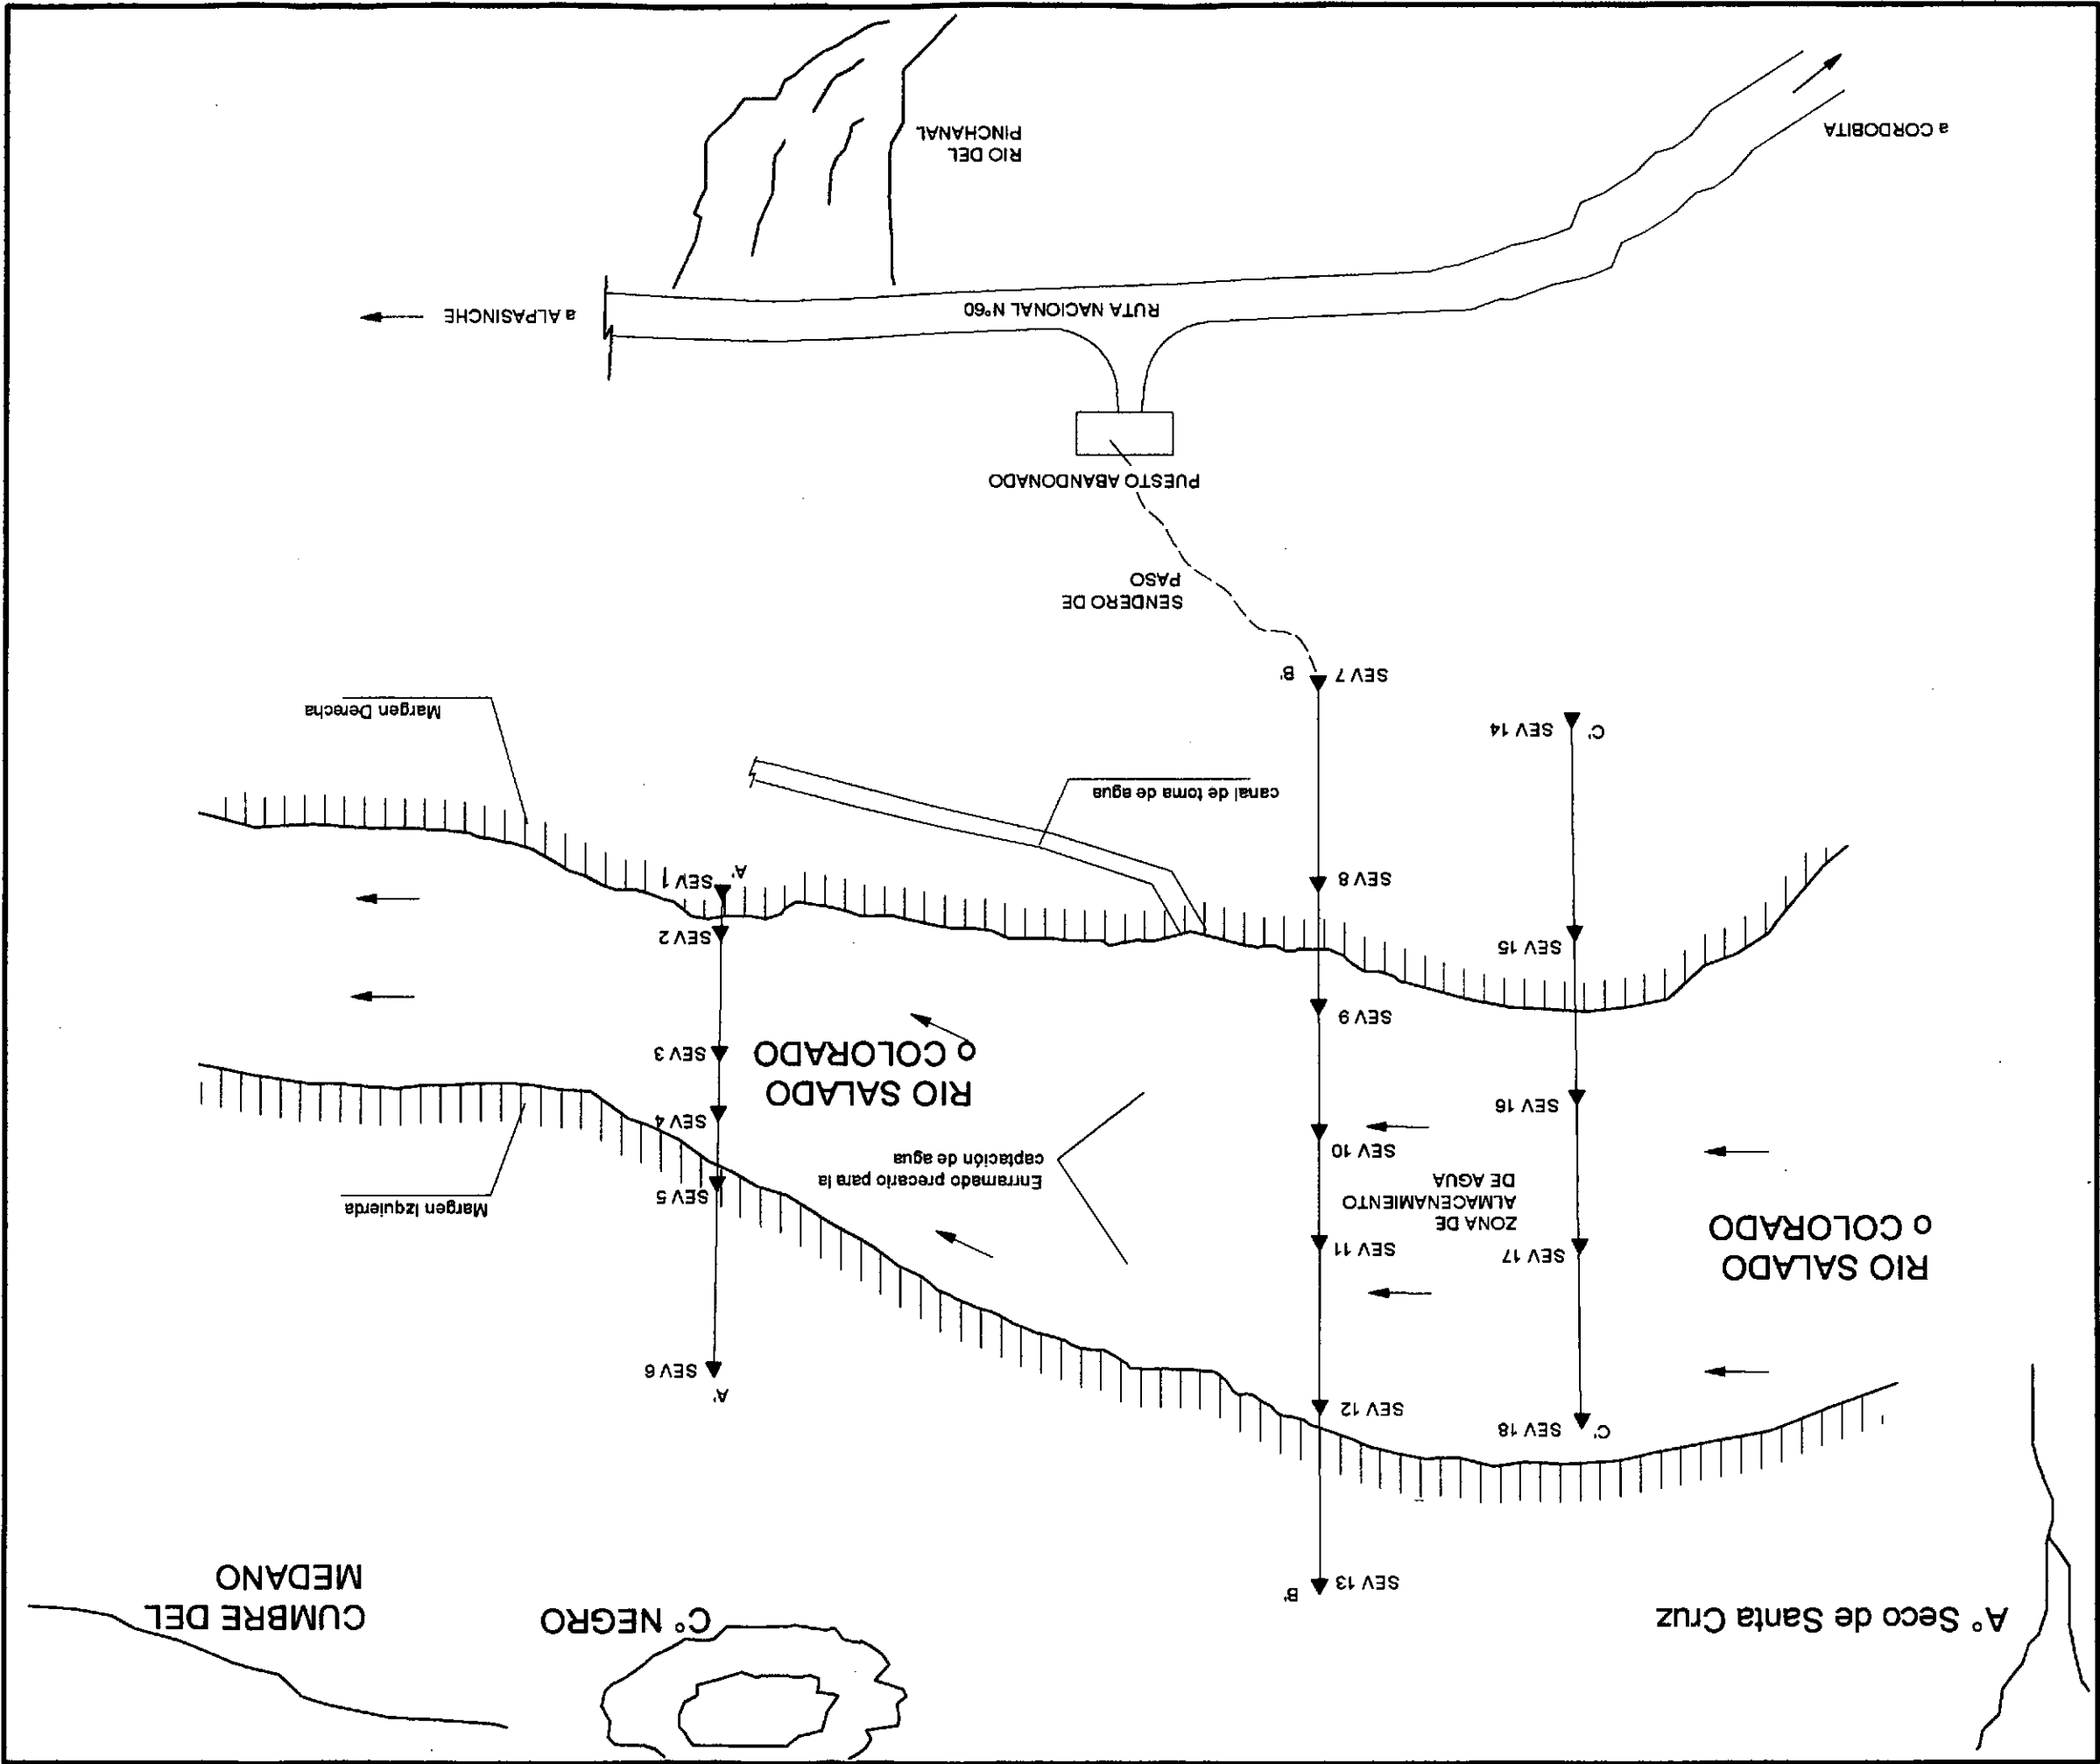 A° Seco de Santa Cruz
C° NEGRO
CUMBRE DEL
MEDANO
SEV 13
B'
C'
SEV 18
SEV 12
A'
SEV 6
RIO SALADO
o COLORADO
SEV 17
ZONA DE
ALMACENAMIENTO
DE AGUA
SEV 11
SEV 10
Enramado precario para la
captación de agua
SEV 5
Margen Izquierda
SEV 16
SEV 4
RIO SALADO
o COLORADO
SEV 3
SEV 9
SEV 15
SEV 2
SEV 8
A'
SEV 1
canal de toma de agua
C'
SEV 14
Margen Derecha
SEV 7
B'
SENDERO DE
PASO
PUESTO ABANDONADO
RUTA NACIONAL N°60
a ALPASINCHE
RIO DEL
PINCHANAL
a CORDOBITA